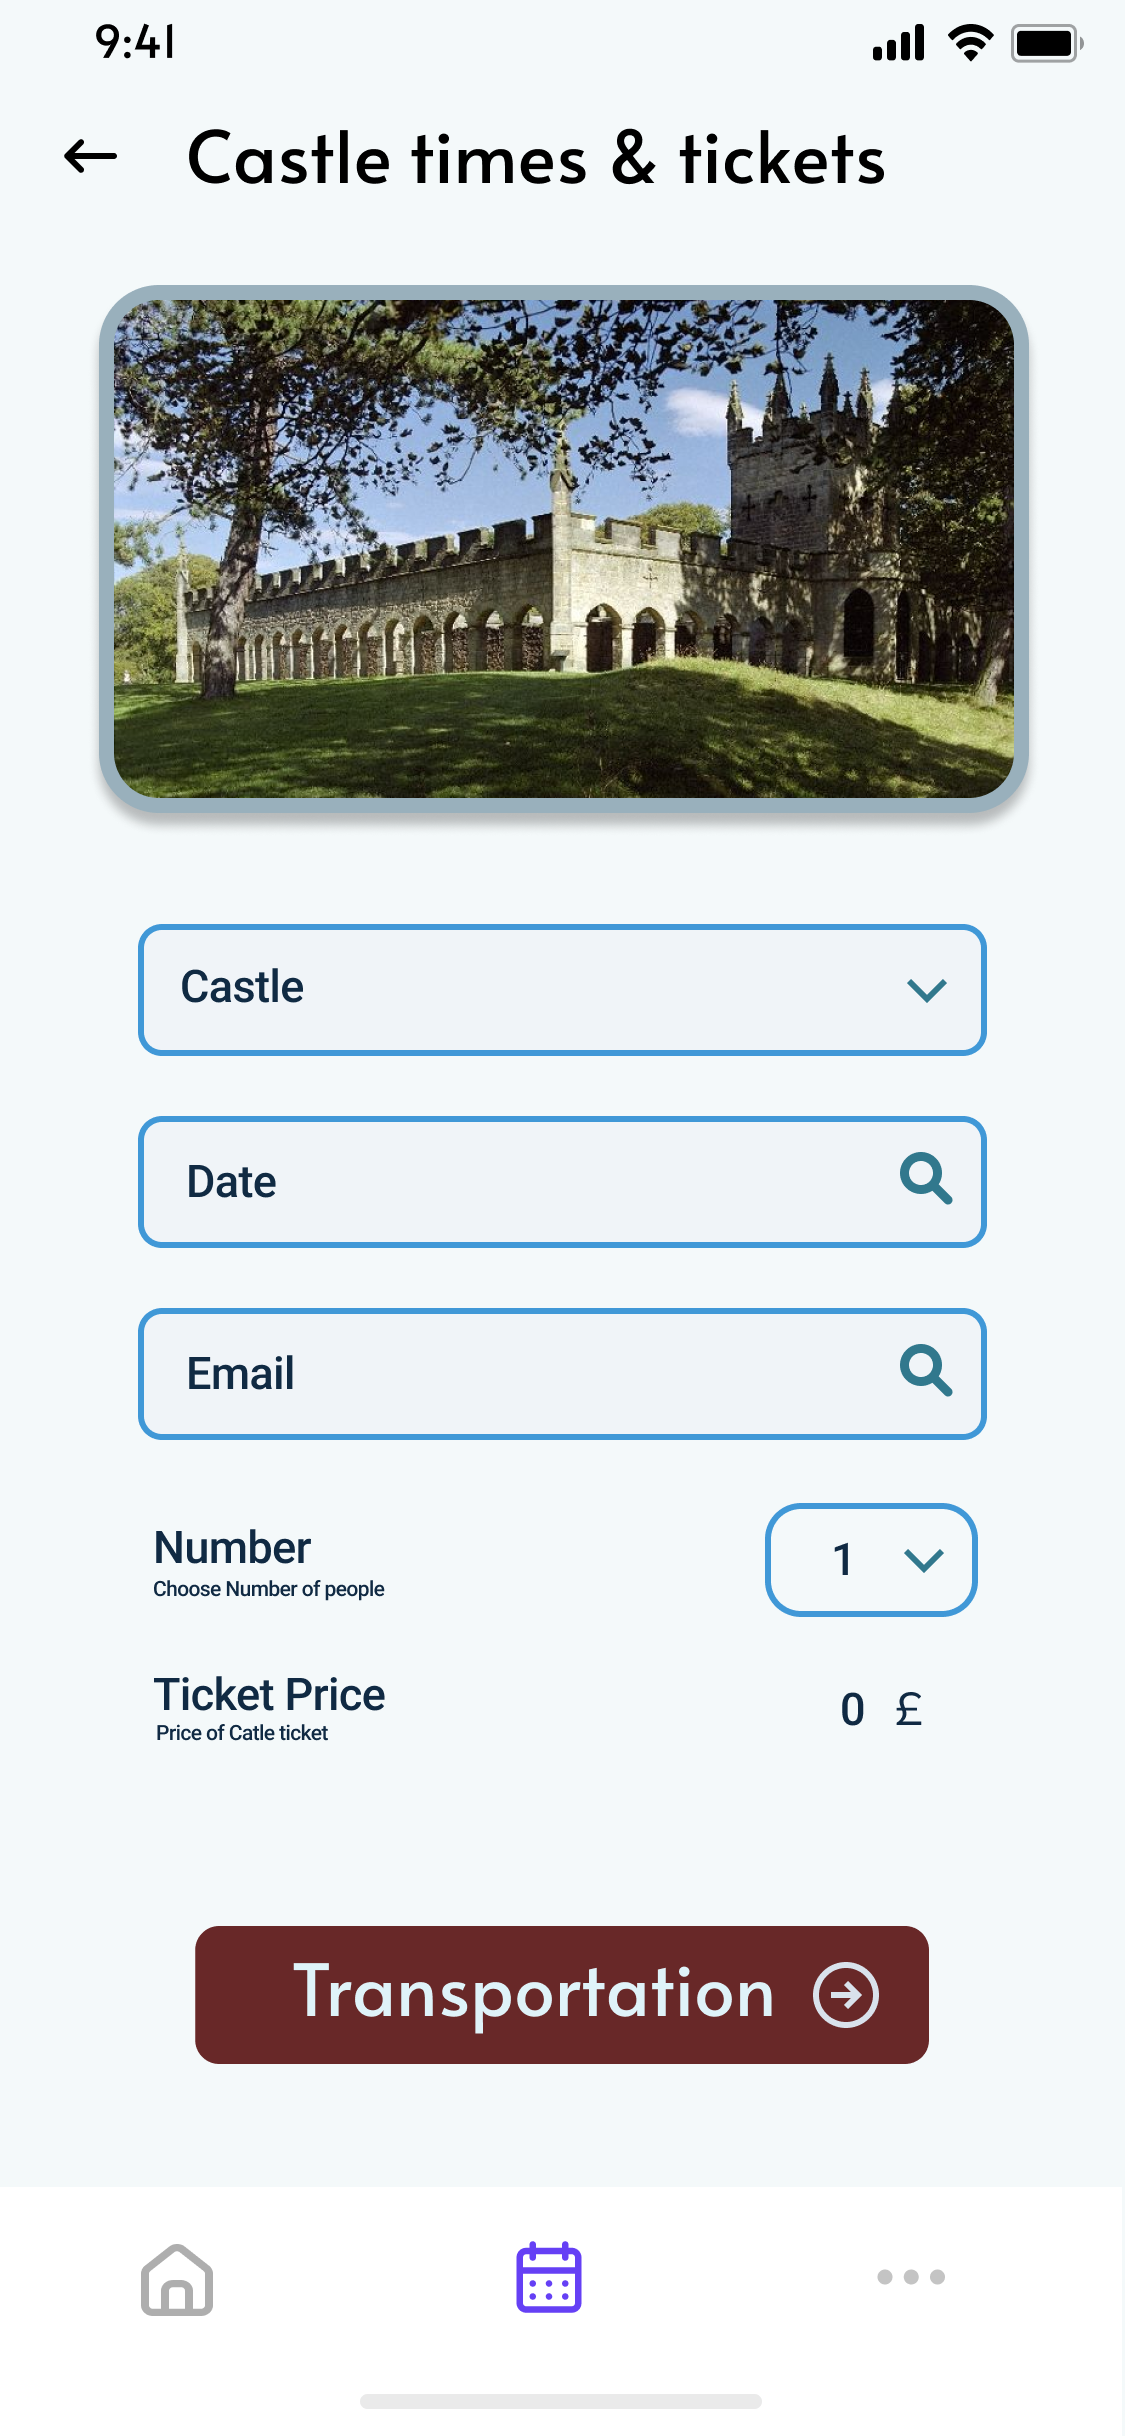 9:41
Castle times & tickets
Castle
Date
Email
Number
1
Choose Number of people
Ticket Price
0 £
Price of Catle ticket
Transportation